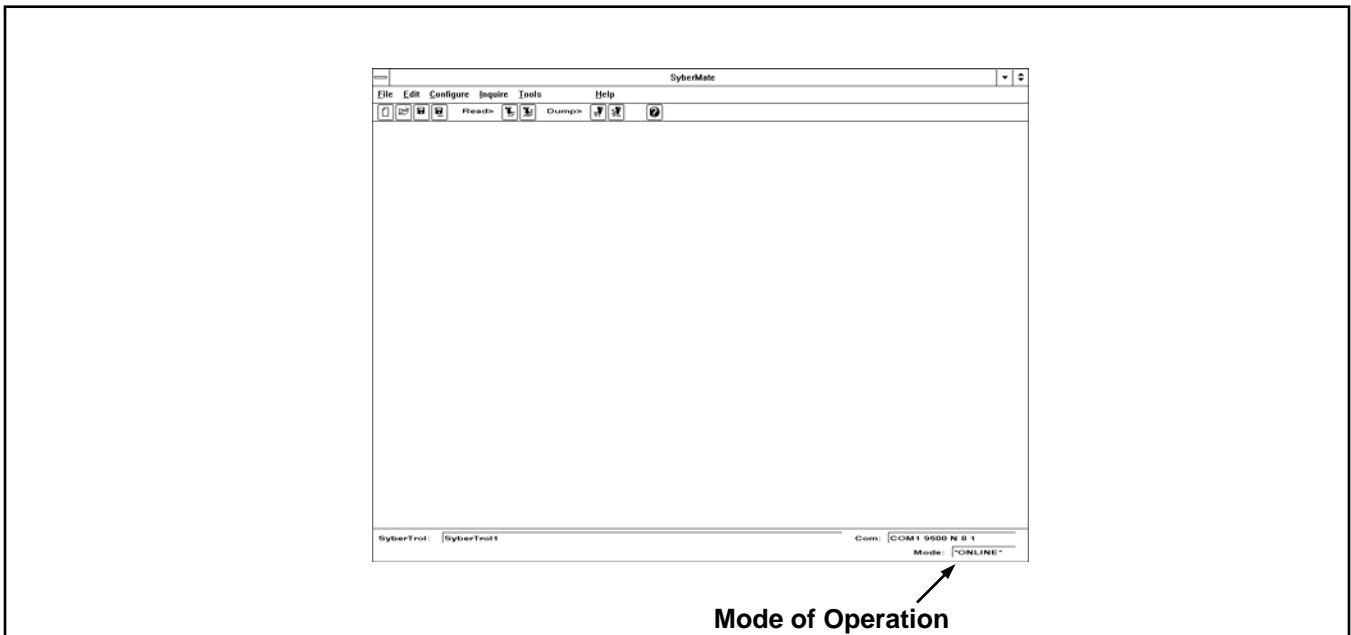 SyberMate
File Edit Configure Inquire Tools Help
Read> Dump>
SyberTrol: SyberTrol1 Com: COM1 9600 N 8 1
Mode: *ONLINE*
Mode of Operation